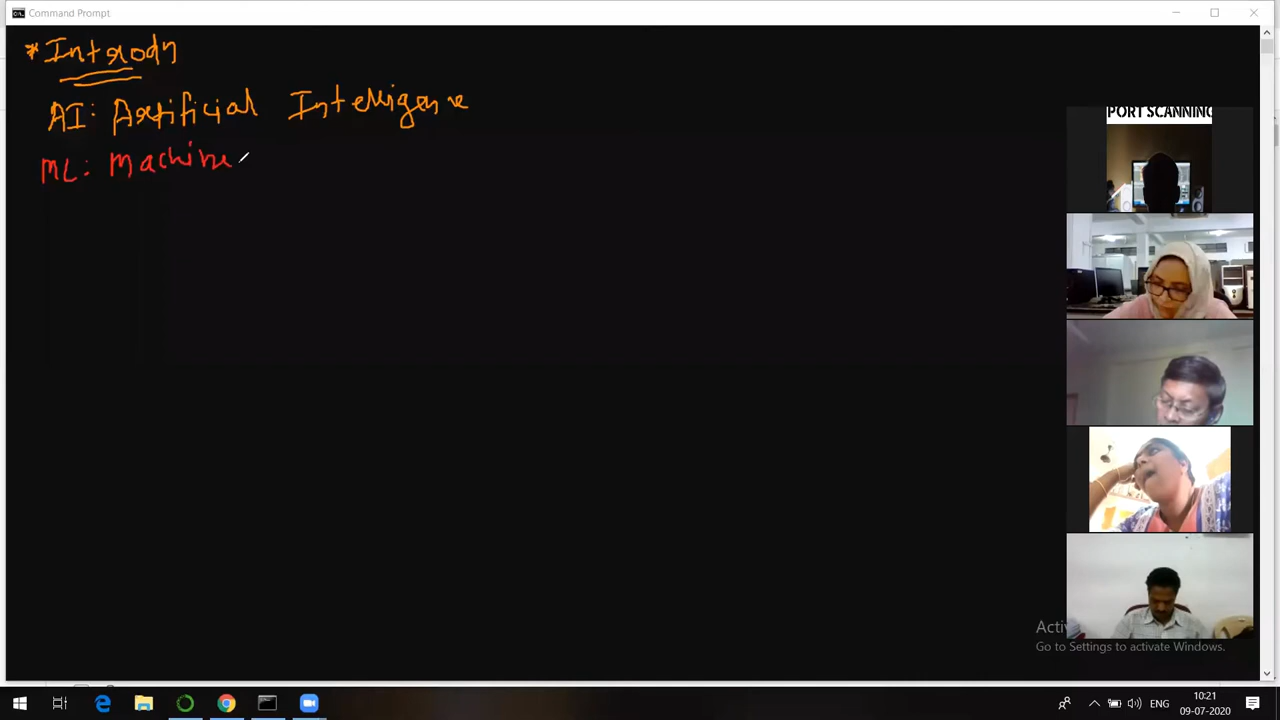 Command Prompt
* Introdn
AI: Artificial Intelligence
ML: Machine
PORT SCANNING
Activ
Go to Settings to activate Windows.
ENG
10:21
09-07-2020